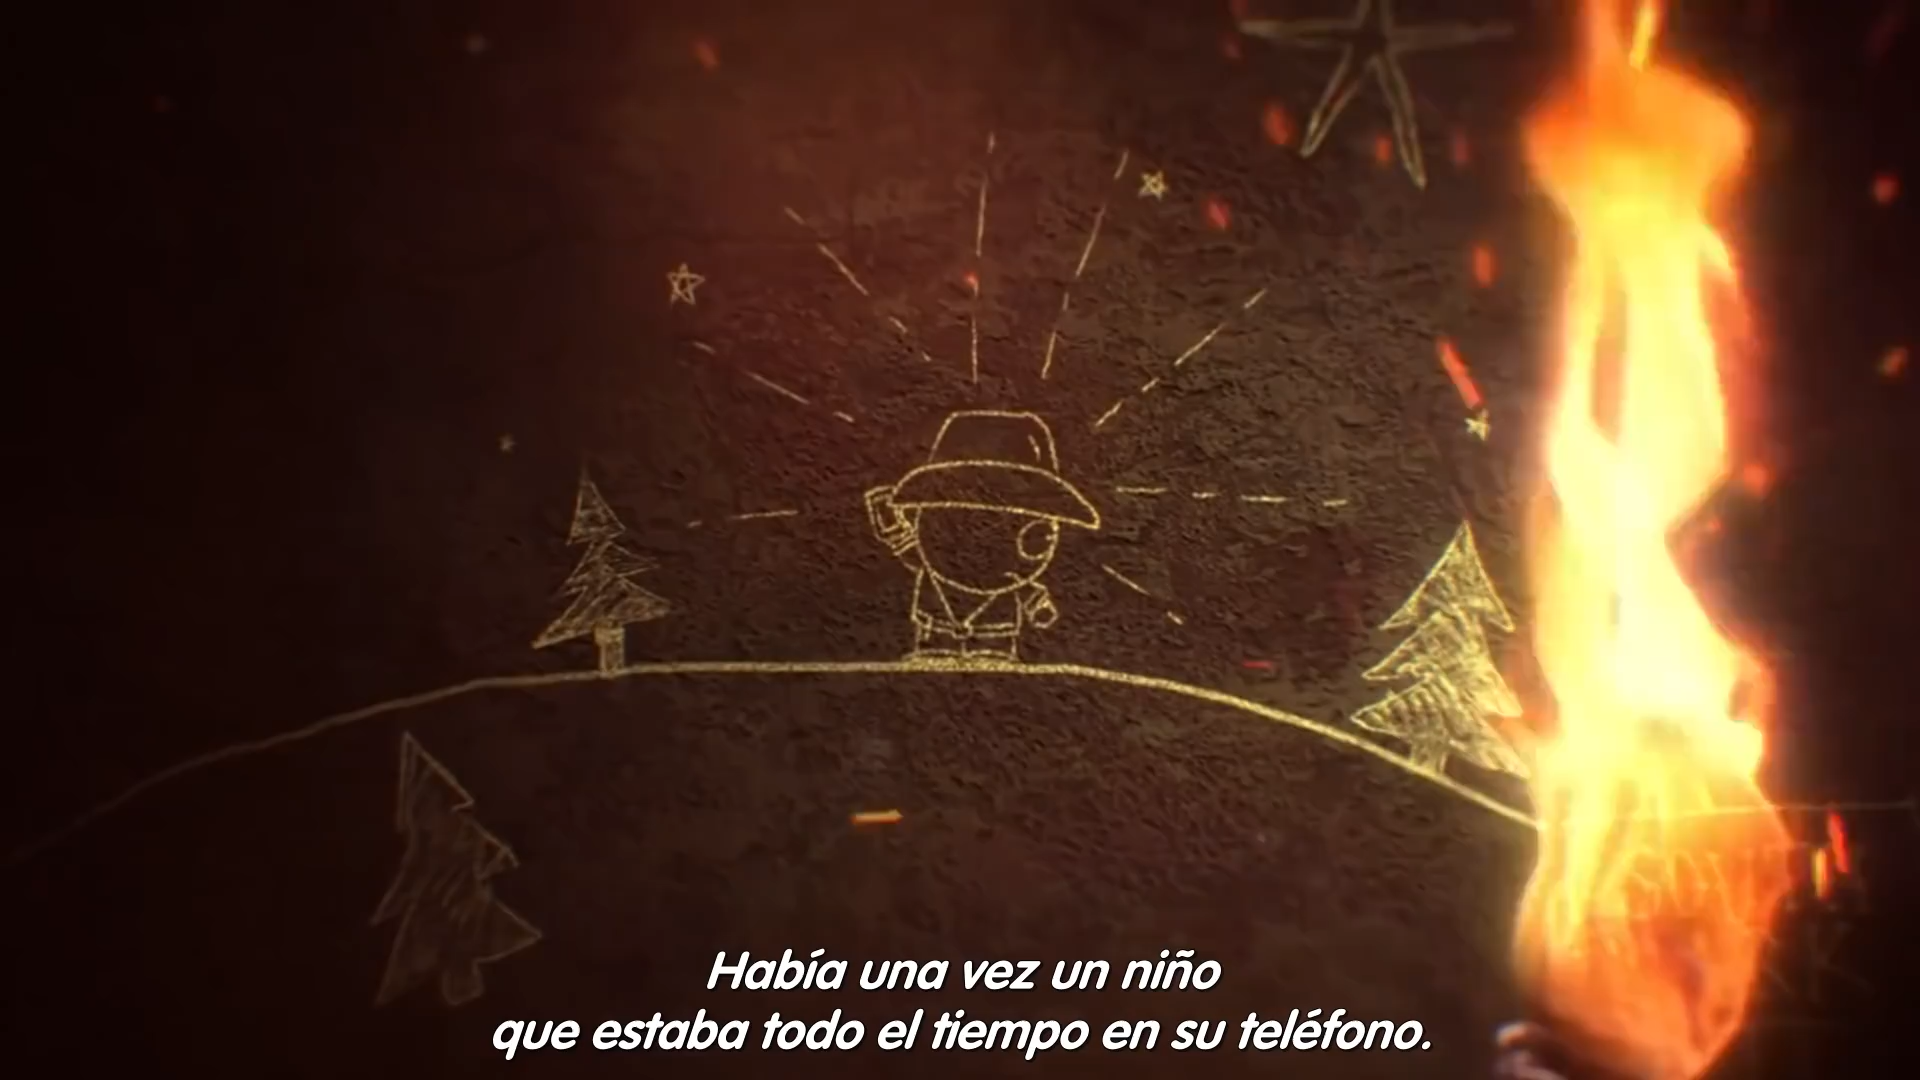 Había una vez un niño
que estaba todo el tiempo en su teléfono.